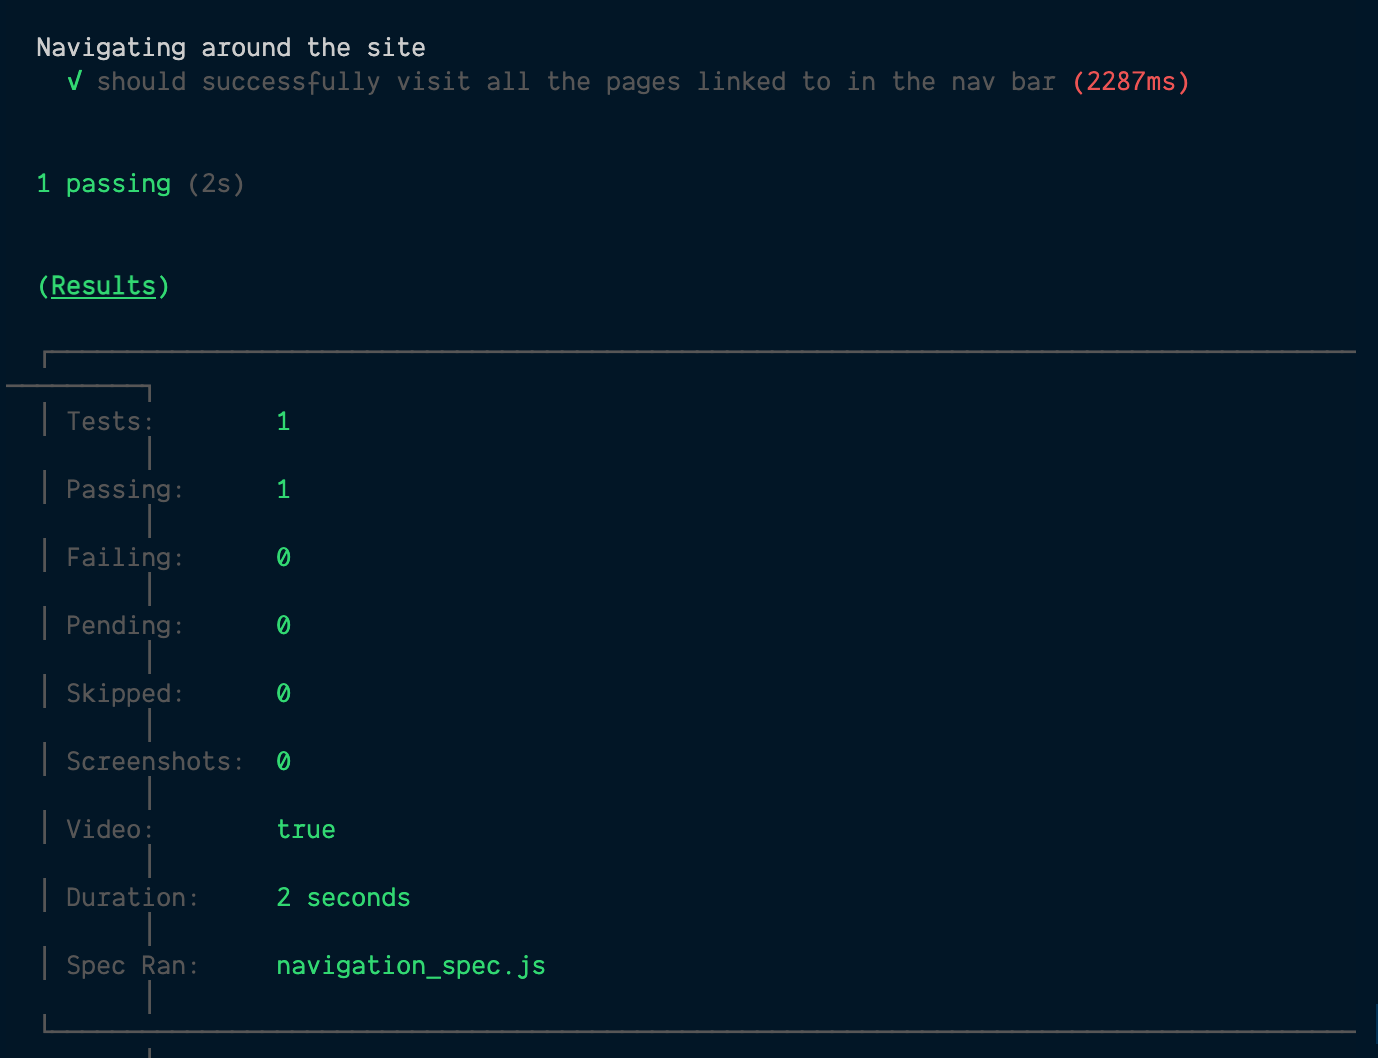 Navigating around the site
√ should successfully visit all the pages linked to in the nav bar (2287ms)
1 passing (2s)
(Results)
Tests: 1
Passing: 1
Failing: 0
Pending: 0
Skipped: 0
Screenshots: 0
Video: true
Duration: 2 seconds
Spec Ran: navigation_spec.js